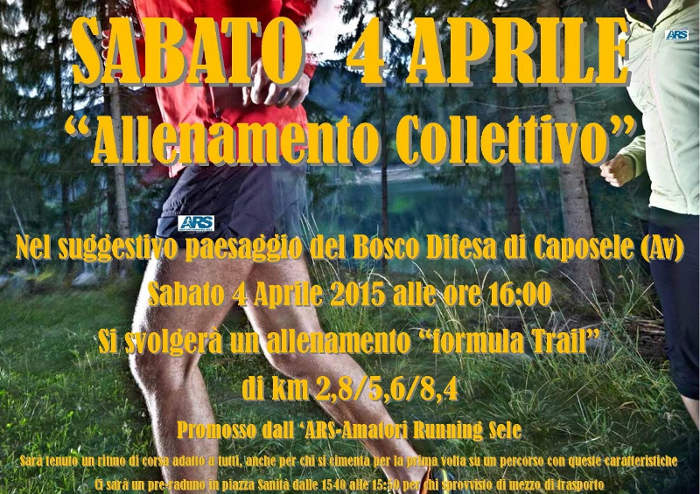 SABATO 4 APRILE
ARS
“Allenamento Collettivo”
ARS
Nel suggestivo paesaggio del Bosco Difesa di Caposele (Av)
Sabato 4 Aprile 2015 alle ore 16:00
Si svolgerà un allenamento “formula Trail”
di km 2,8/5,6/8,4
Promosso dall ‘ARS-Amatori Running Sele
Sarà tenuto un ritmo di corsa adatto a tutti, anche per chi si cimenta per la prima volta su un percorso con queste caratteristiche
Ci sarà un pre-raduno in piazza Sanità dalle 1540 alle 15:50 per chi sprovvisto di mezzo di trasporto